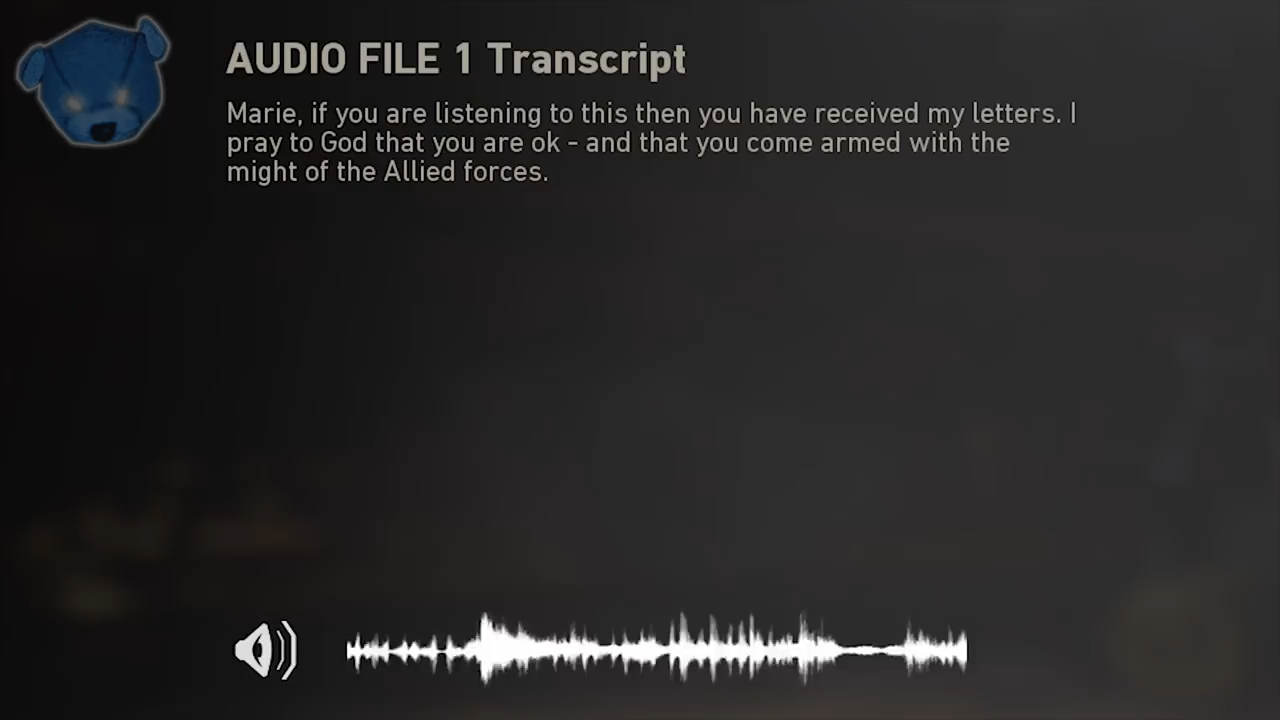 AUDIO FILE 1 Transcript
Marie, if you are listening to this then you have received my letters. I
pray to God that you are ok - and that you come armed with the
might of the Allied forces.